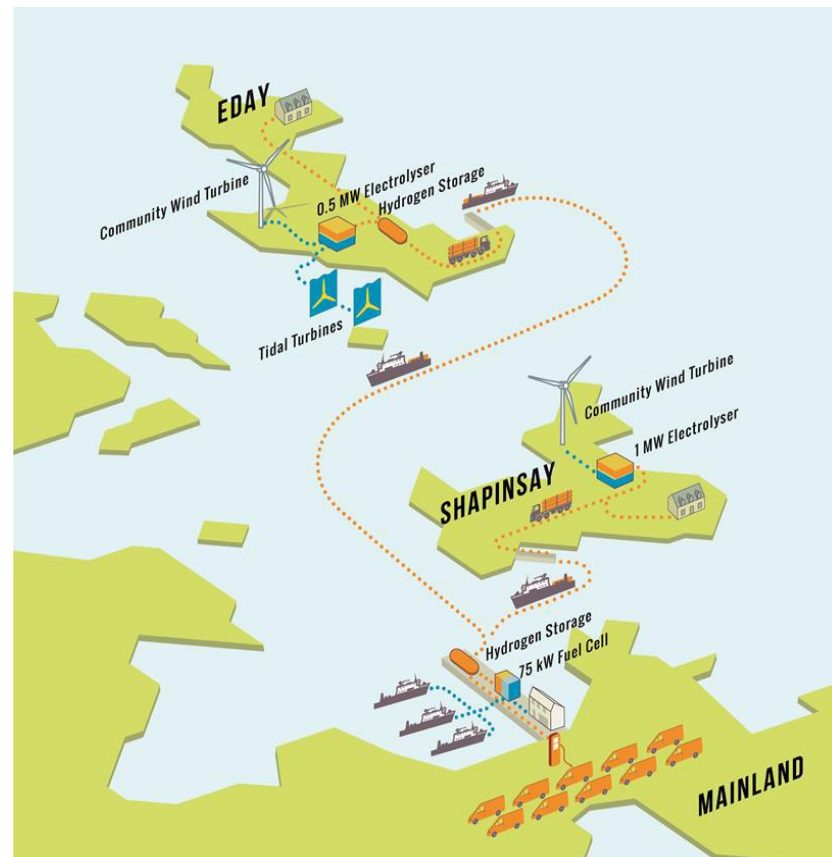 EDAY
Community Wind Turbine
0.5 MW Electrolyser
Hydrogen Storage
Tidal Turbines
Community Wind Turbine
1 MW Electrolyser
SHAPINSAY
Hydrogen Storage
75 kW Fuel Cell
MAINLAND